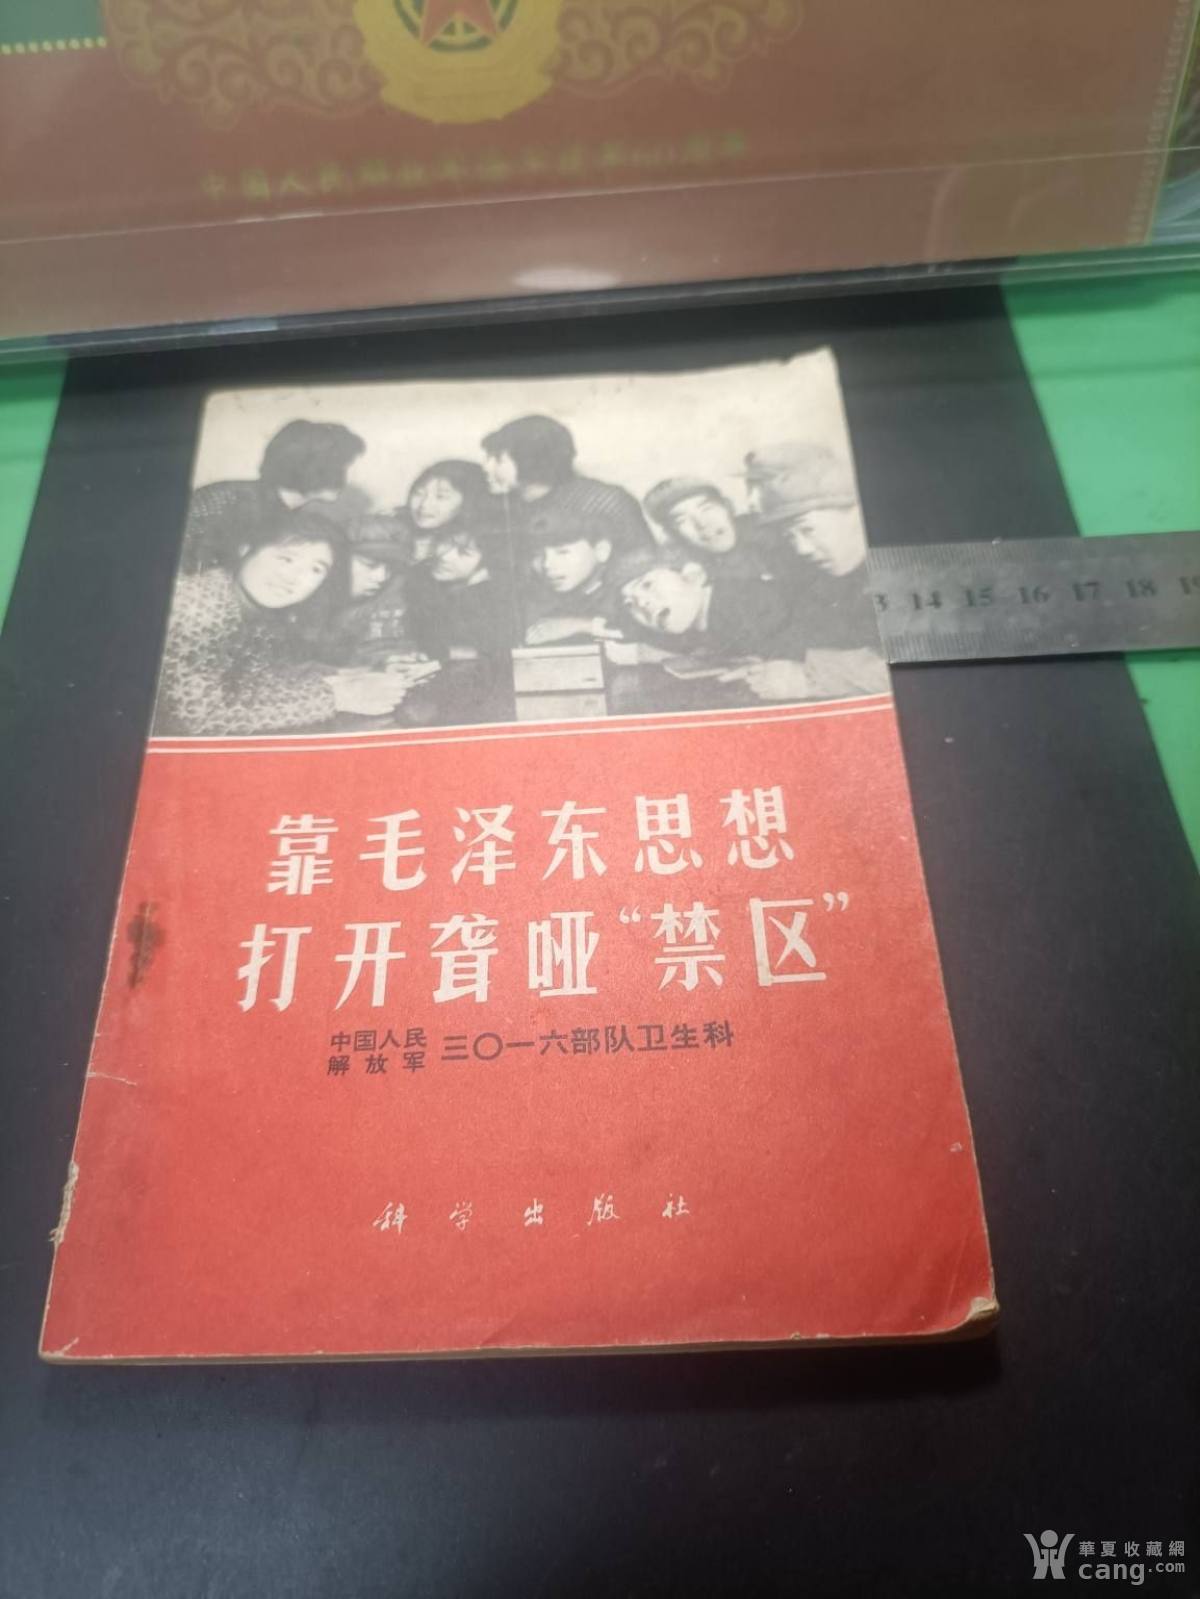 靠毛泽东思想
打开聋哑“禁区”
中国人民
解放军 三〇一六部队卫生科
科学出版社
14 15 16 17 18
華夏收藏網
cang.com